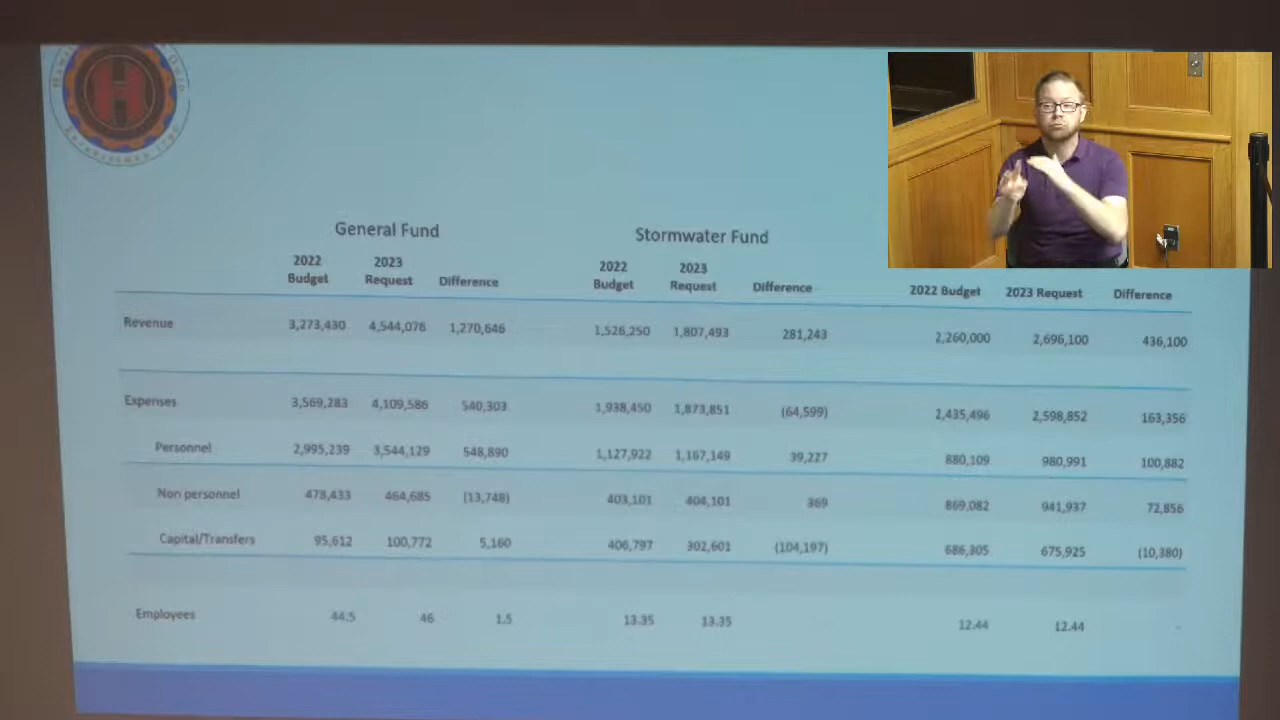 General Fund
Stormwater Fund
2022 Budget
2023 Request
Difference
2022 Budget
2023 Request
Difference
2022 Budget
2023 Request
Difference
Revenue 3,273,430 4,544,076 1,270,646 1,526,250 1,807,493 281,243 2,260,000 2,696,100 436,100
Expenses 3,569,283 4,109,586 540,303 1,938,450 1,873,851 (64,599) 2,435,496 2,598,852 163,356
Personnel 2,995,239 3,544,129 548,890 1,127,922 1,167,149 39,227 880,109 980,991 100,882
Non personnel 478,433 464,685 (13,748) 403,101 404,101 369 869,082 941,937 72,856
Capital/Transfers 95,612 100,772 5,160 406,797 302,601 (104,197) 686,305 675,925 (10,380)
Employees 44.5 46 1.5 13.35 13.35 12.44 12.44 -